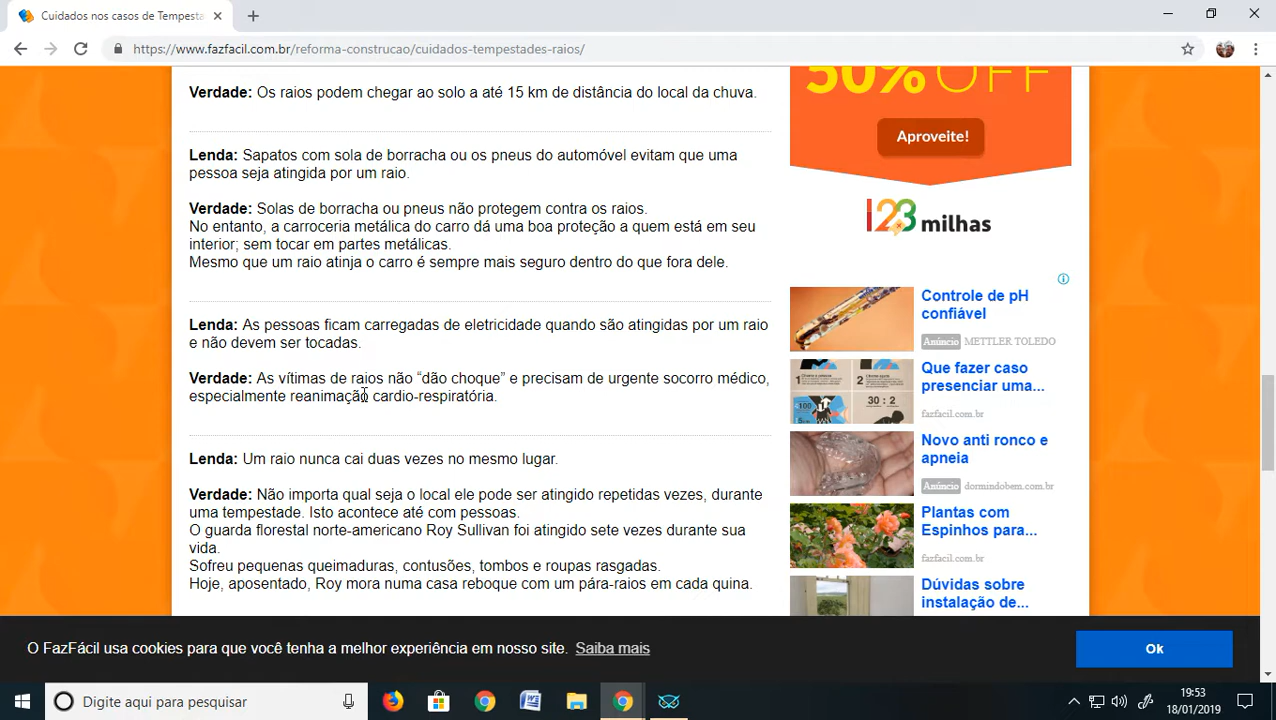 Cuidados nos casos de Tempesta
https://www.fazfacil.com.br/reforma-construcao/cuidados-tempestades-raios/
Verdade: Os raios podem chegar ao solo a até 15 km de distância do local da chuva.
Lenda: Sapatos com sola de borracha ou os pneus do automóvel evitam que uma
pessoa seja atingida por um raio.
Verdade: Solas de borracha ou pneus não protegem contra os raios.
No entanto, a carroceria metálica do carro dá uma boa proteção a quem está em seu
interior; sem tocar em partes metálicas.
Mesmo que um raio atinja o carro é sempre mais seguro dentro do que fora dele.
Lenda: As pessoas ficam carregadas de eletricidade quando são atingidas por um raio
e não devem ser tocadas.
Verdade: As vítimas de raios não “dão choque” e precisam de urgente socorro médico,
especialmente reanimação cardio-respiratória.
Lenda: Um raio nunca cai duas vezes no mesmo lugar.
Verdade: Não importa qual seja o local ele pode ser atingido repetidas vezes, durante
uma tempestade. Isto acontece até com pessoas.
O guarda florestal norte-americano Roy Sullivan foi atingido sete vezes durante sua
vida.
Sofreu apenas queimaduras, contusões, tombos e roupas rasgadas.
Hoje, aposentado, Roy mora numa casa reboque com um pára-raios em cada quina.
50% OFF
Aproveite!
123 milhas
Controle de pH
confiável
Anúncio METTLER TOLEDO
Que fazer caso
presenciar uma...
fazfacil.com.br
Novo anti ronco e
apneia
Anúncio dormindobem.com.br
Plantas com
Espinhos para...
fazfacil.com.br
Dúvidas sobre
instalação de...
O FazFácil usa cookies para que você tenha a melhor experiência em nosso site. Saiba mais
Ok
Digite aqui para pesquisar
19:53
18/01/2019